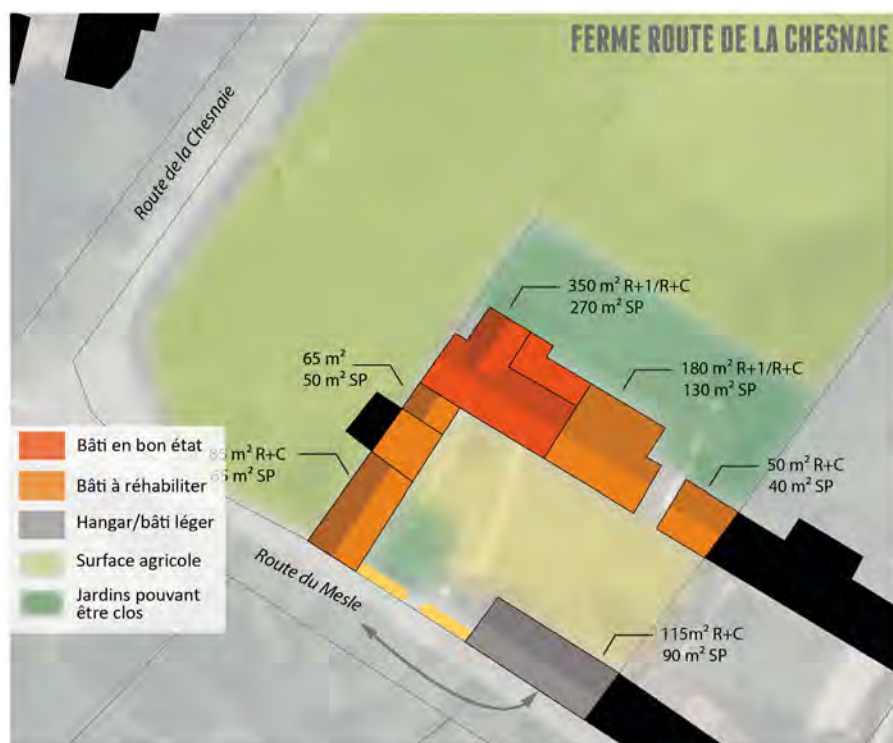 FERME ROUTE DE LA CHESNAIE
Route de la Chesnaie
350 m² R+1/R+C
270 m² SP
65 m²
50 m² SP
180 m² R+1/R+C
130 m² SP
Bâti en bon état
85 m² R+C
65 m² SP
Bâti à réhabiliter
50 m² R+C
40 m² SP
Hangar/bâti léger
Surface agricole
Jardins pouvant
être clos
Route du Mesle
115m² R+C
90 m² SP